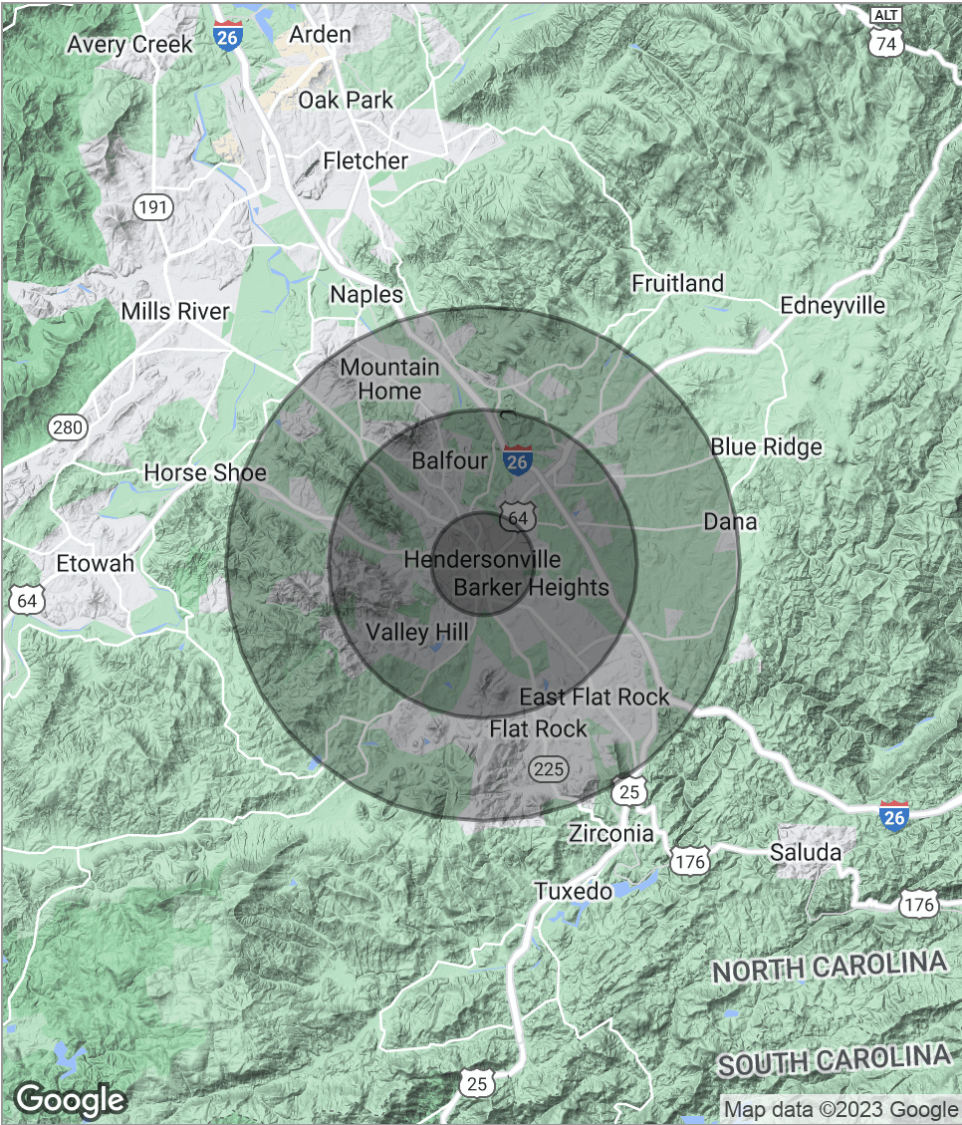 ALT
74
26
Arden
Avery Creek
Oak Park
Fletcher
191
Fruitland
Naples
Edneyville
Mills River
Mountain
Home
280
Blue Ridge
Balfour
26
Horse Shoe
64
Dana
Hendersonville
Etowah
Barker Heights
64
Valley Hill
East Flat Rock
Flat Rock
225
25
26
Zirconia
Saluda
176
Tuxedo
176
NORTH CAROLINA
SOUTH CAROLINA
25
Google
Map data ©2023 Google